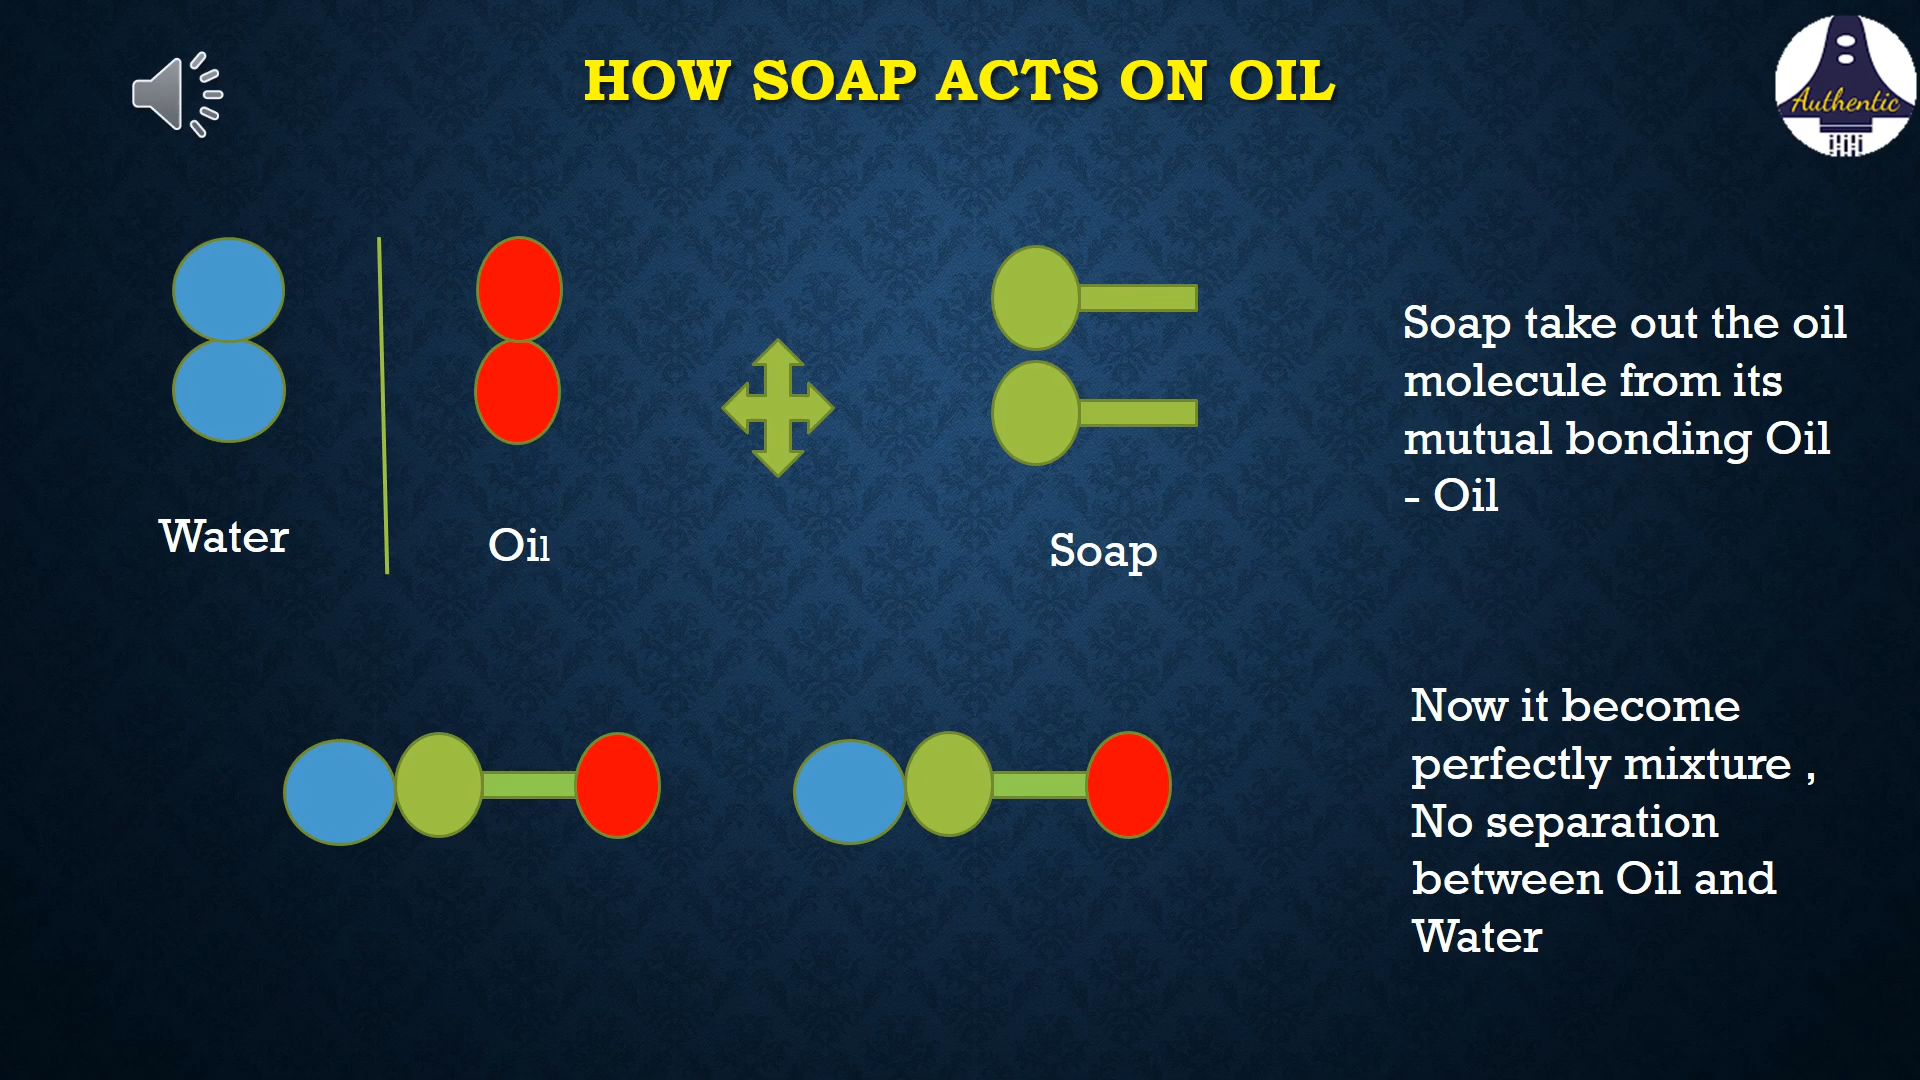 HOW SOAP ACTS ON OIL
Authentic
Water
Oil
Soap
Soap take out the oil
molecule from its
mutual bonding Oil
- Oil
Now it become
perfectly mixture ,
No separation
between Oil and
Water